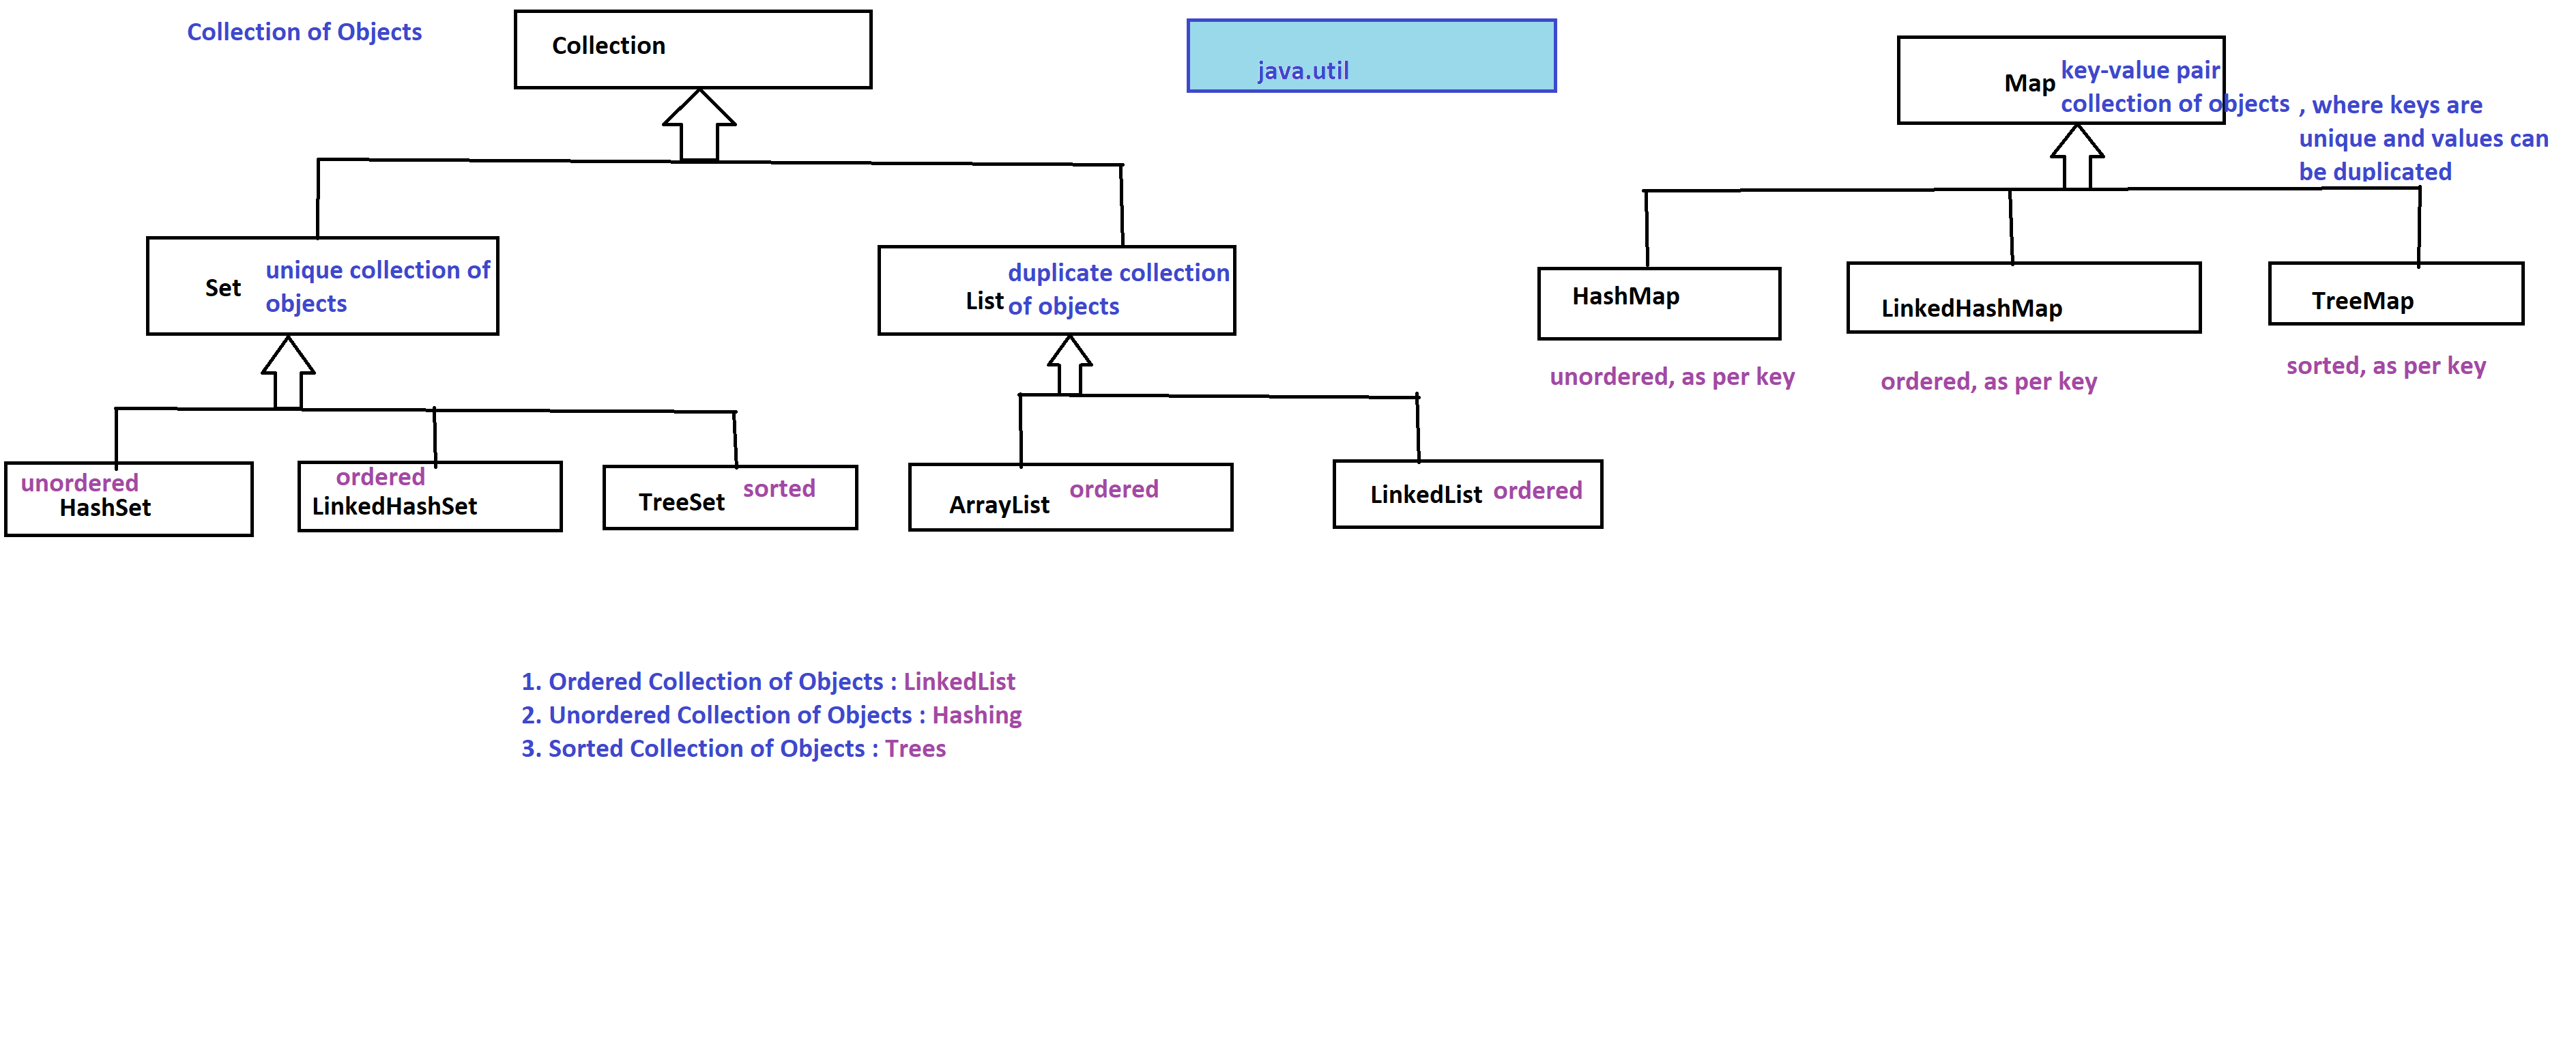 Collection of Objects
Collection
java.util
Map
key-value pair
collection of objects
, where keys are
unique and values can
be duplicated
Set
unique collection of
objects
List
duplicate collection
of objects
HashMap
LinkedHashMap
TreeMap
unordered, as per key
ordered, as per key
sorted, as per key
unordered
HashSet
ordered
LinkedHashSet
TreeSet
sorted
ArrayList
ordered
LinkedList
ordered
1. Ordered Collection of Objects : LinkedList
2. Unordered Collection of Objects : Hashing
3. Sorted Collection of Objects : Trees